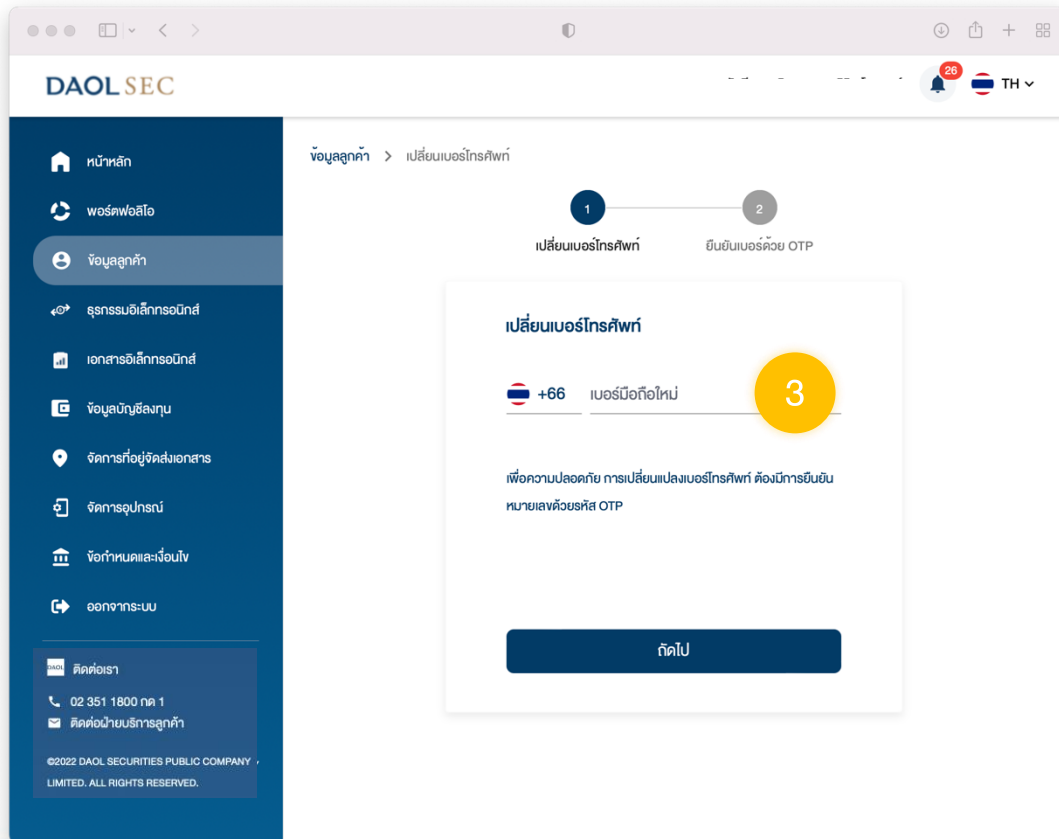 DAOL SEC
26
TH
หน้าหลัก
พอร์ตฟอลิโอ
ข้อมูลลูกค้า
ธุรกรรมอิเล็กทรอนิกส์
เอกสารอิเล็กทรอนิกส์
ข้อมูลบัญชีลงทุน
จัดการที่อยู่จัดส่งเอกสาร
จัดการอุปกรณ์
ข้อกำหนดและเงื่อนไข
ออกจากระบบ
DAOL ติดต่อเรา
02 351 1800 กด 1
ติดต่อฝ่ายบริการลูกค้า
©2022 DAOL SECURITIES PUBLIC COMPANY
LIMITED. ALL RIGHTS RESERVED.
ข้อมูลลูกค้า > เปลี่ยนเบอร์โทรศัพท์
1 2
เปลี่ยนเบอร์โทรศัพท์ ยืนยันเบอร์ด้วย OTP
เปลี่ยนเบอร์โทรศัพท์
+66 เบอร์มือถือใหม่ 3
เพื่อความปลอดภัย การเปลี่ยนแปลงเบอร์โทรศัพท์ ต้องมีการยืนยัน
หมายเลขด้วยรหัส OTP
ถัดไป